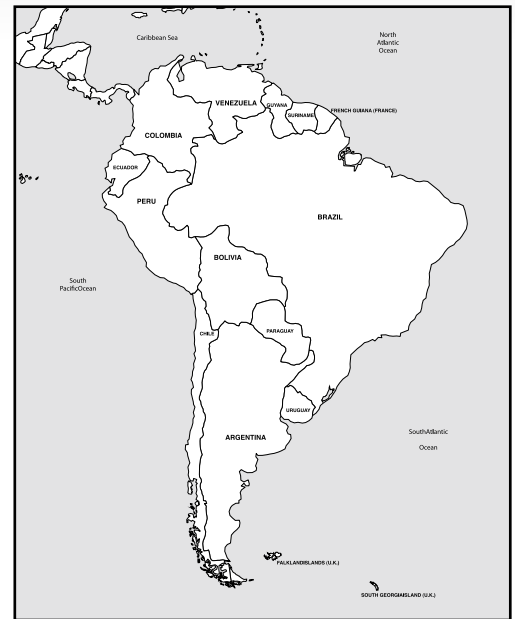 Caribbean Sea
North
Atlantic
Ocean
VENEZUELA
GUYANA
SURINAME
FRENCH GUIANA (FRANCE)
COLOMBIA
ECUADOR
PERU
BRAZIL
BOLIVIA
South
PacificOcean
CHILE
PARAGUAY
URUGUAY
ARGENTINA
SouthAtlantic
Ocean
FALKLANDISLANDS (U.K.)
SOUTH GEORGIAISLAND (U.K.)